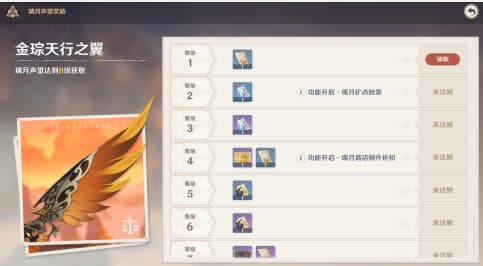 璃月声望奖励
金琮天行之翼
璃月声望达到8级获取
等级
1
领取
等级
2
功能开启·璃月矿点检索
未达到
等级
3
未达到
等级
4
功能开启·璃月商店额外折扣
未达到
等级
5
未达到
等级
6
未达到
等级